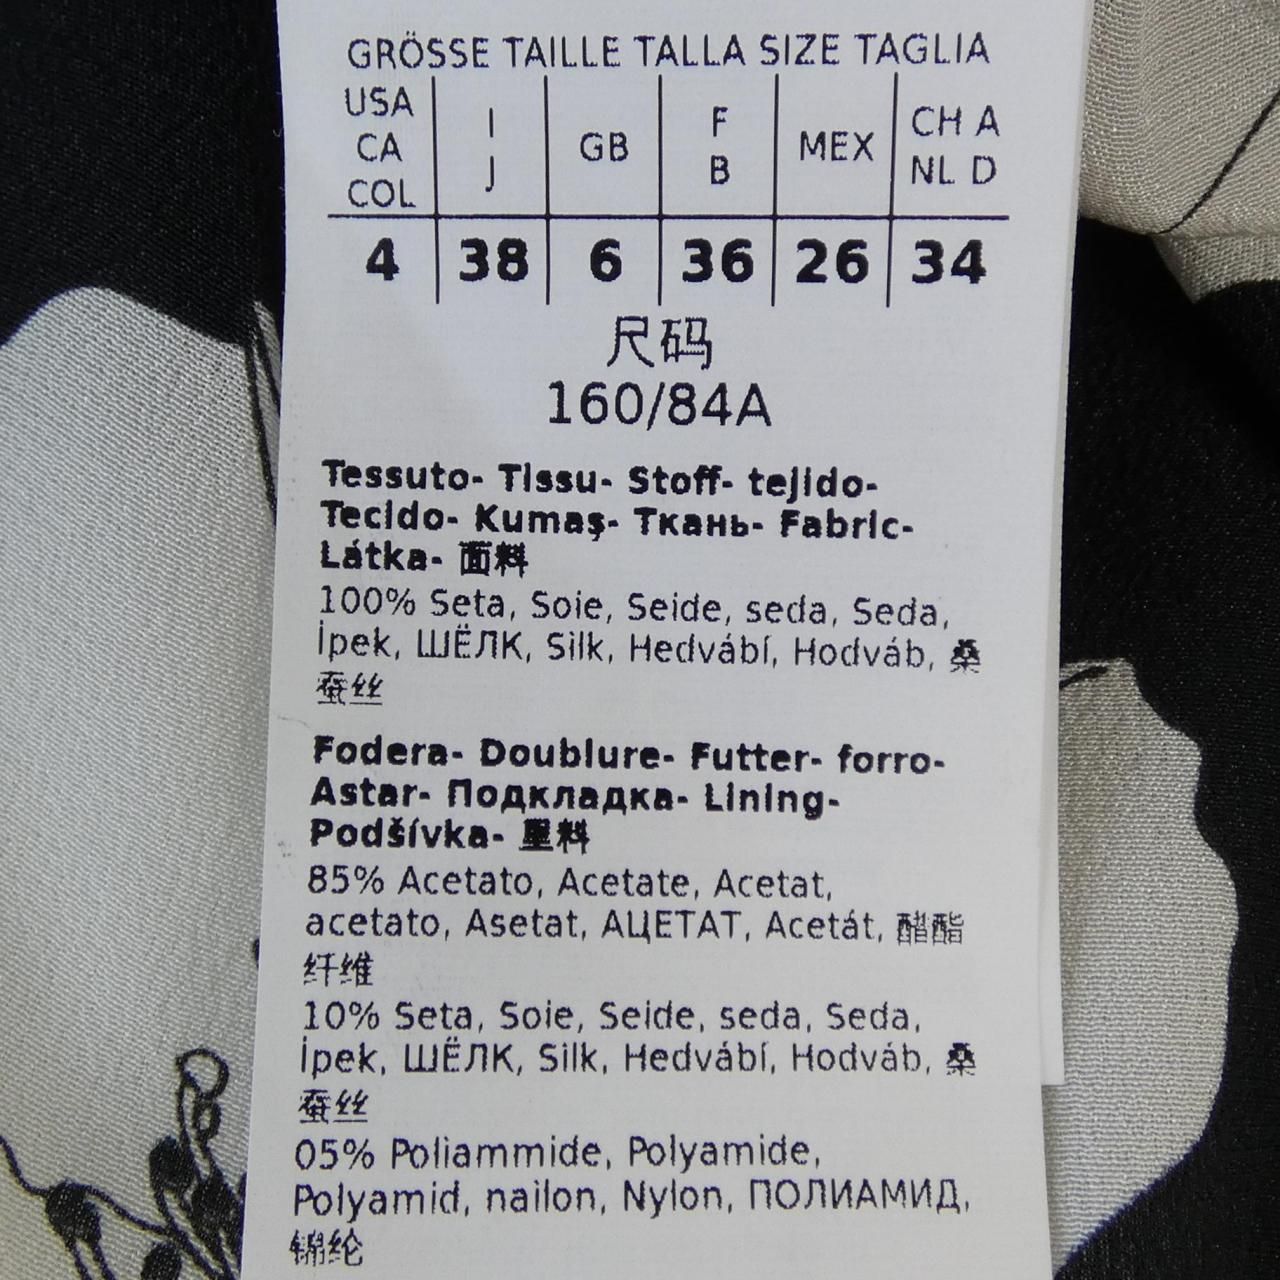 GRÖSSE TAILLE TALLA SIZE TAGLIA
USA CA COL | I J | GB | F B | MEX | CH A NL D
4 | 38 | 6 | 36 | 26 | 34
尺码
160/84A
Tessuto- Tissu- Stoff- tejido-
Tecido- Kumaş- Ткань- Fabric-
Látka- 面料
100% Seta, Soie, Seide, seda, Seda,
İpek, ШЁЛК, Silk, Hedvábí, Hodváb, 桑
蚕丝
Fodera- Doublure- Futter- forro-
Astar- Подкладка- Lining-
Podšívka- 里料
85% Acetato, Acetate, Acetat,
acetato, Asetat, АЦЕТАТ, Acetát, 醋酯
纤维
10% Seta, Soie, Seide, seda, Seda,
İpek, ШЁЛК, Silk, Hedvábí, Hodváb, 桑
蚕丝
05% Poliammide, Polyamide,
Polyamid, nailon, Nylon, ПОЛИАМИД,
锦纶